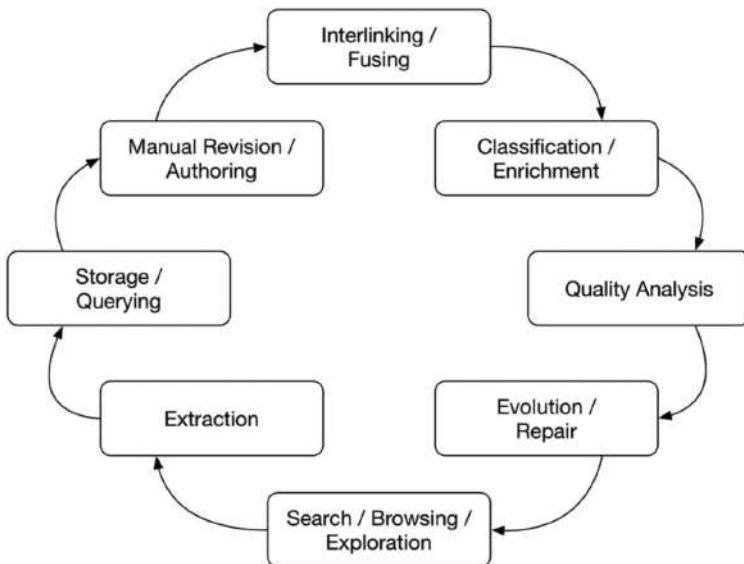 Interlinking /
Fusing
Manual Revision /
Authoring
Classification /
Enrichment
Storage /
Querying
Quality Analysis
Extraction
Evolution /
Repair
Search / Browsing /
Exploration